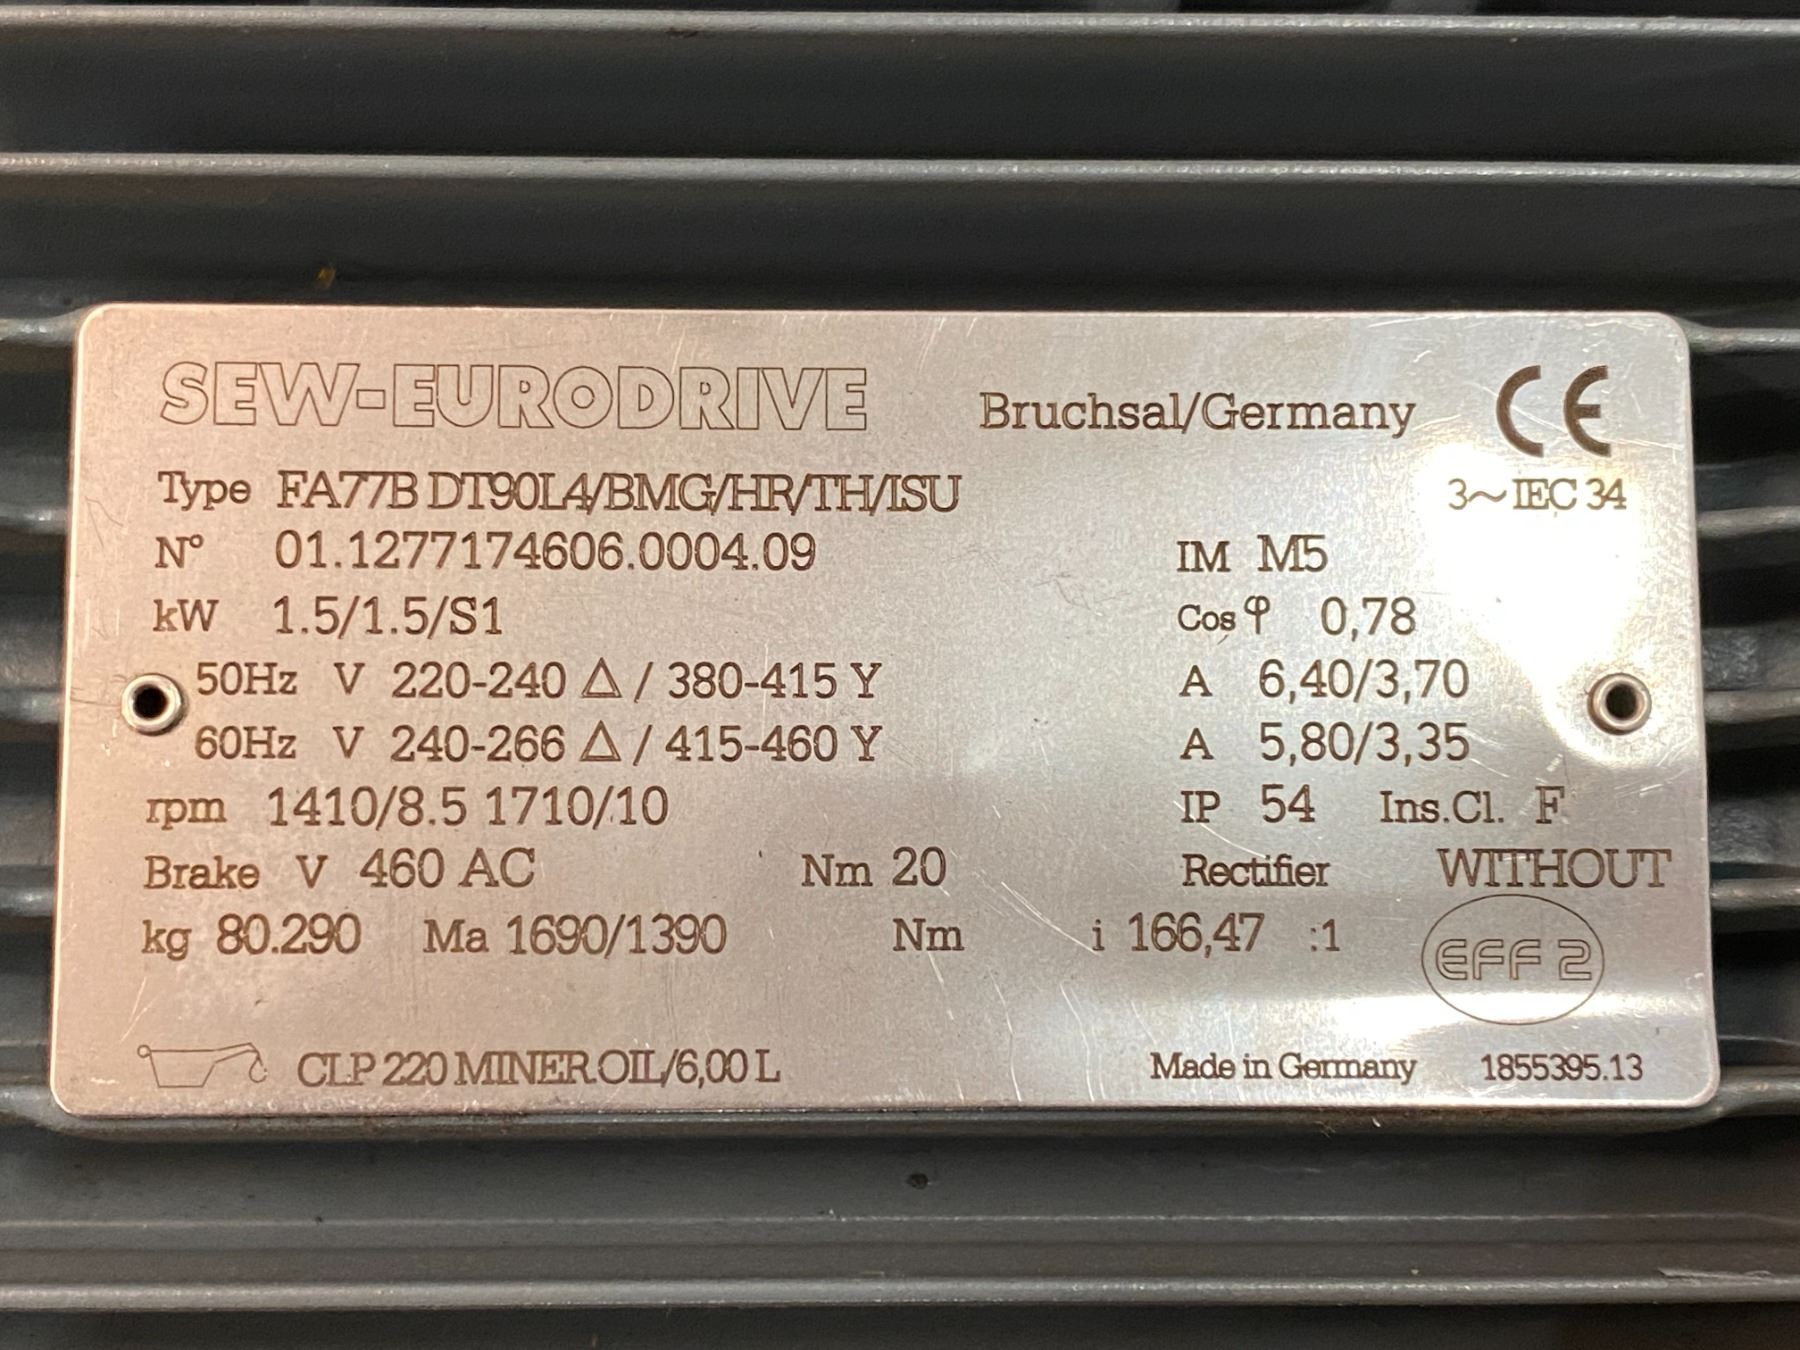 SEW-EURODRIVE Bruchsal/Germany CE
Type FA77B DT90L4/BMG/HR/TH/ISU 3~IEC 34
N° 01.1277174606.0004.09 IM M5
kW 1.5/1.5/S1 Cos φ 0,78
50Hz V 220-240 △ / 380-415 Y A 6,40/3,70
60Hz V 240-266 △ / 415-460 Y A 5,80/3,35
rpm 1410/8.5 1710/10 IP 54 Ins.Cl. F
Brake V 460 AC Nm 20 Rectifier WITHOUT
kg 80.290 Ma 1690/1390 Nm i 166,47 :1
EFF 2
CLP 220 MINER.OIL/6,00 L Made in Germany 1855395.13